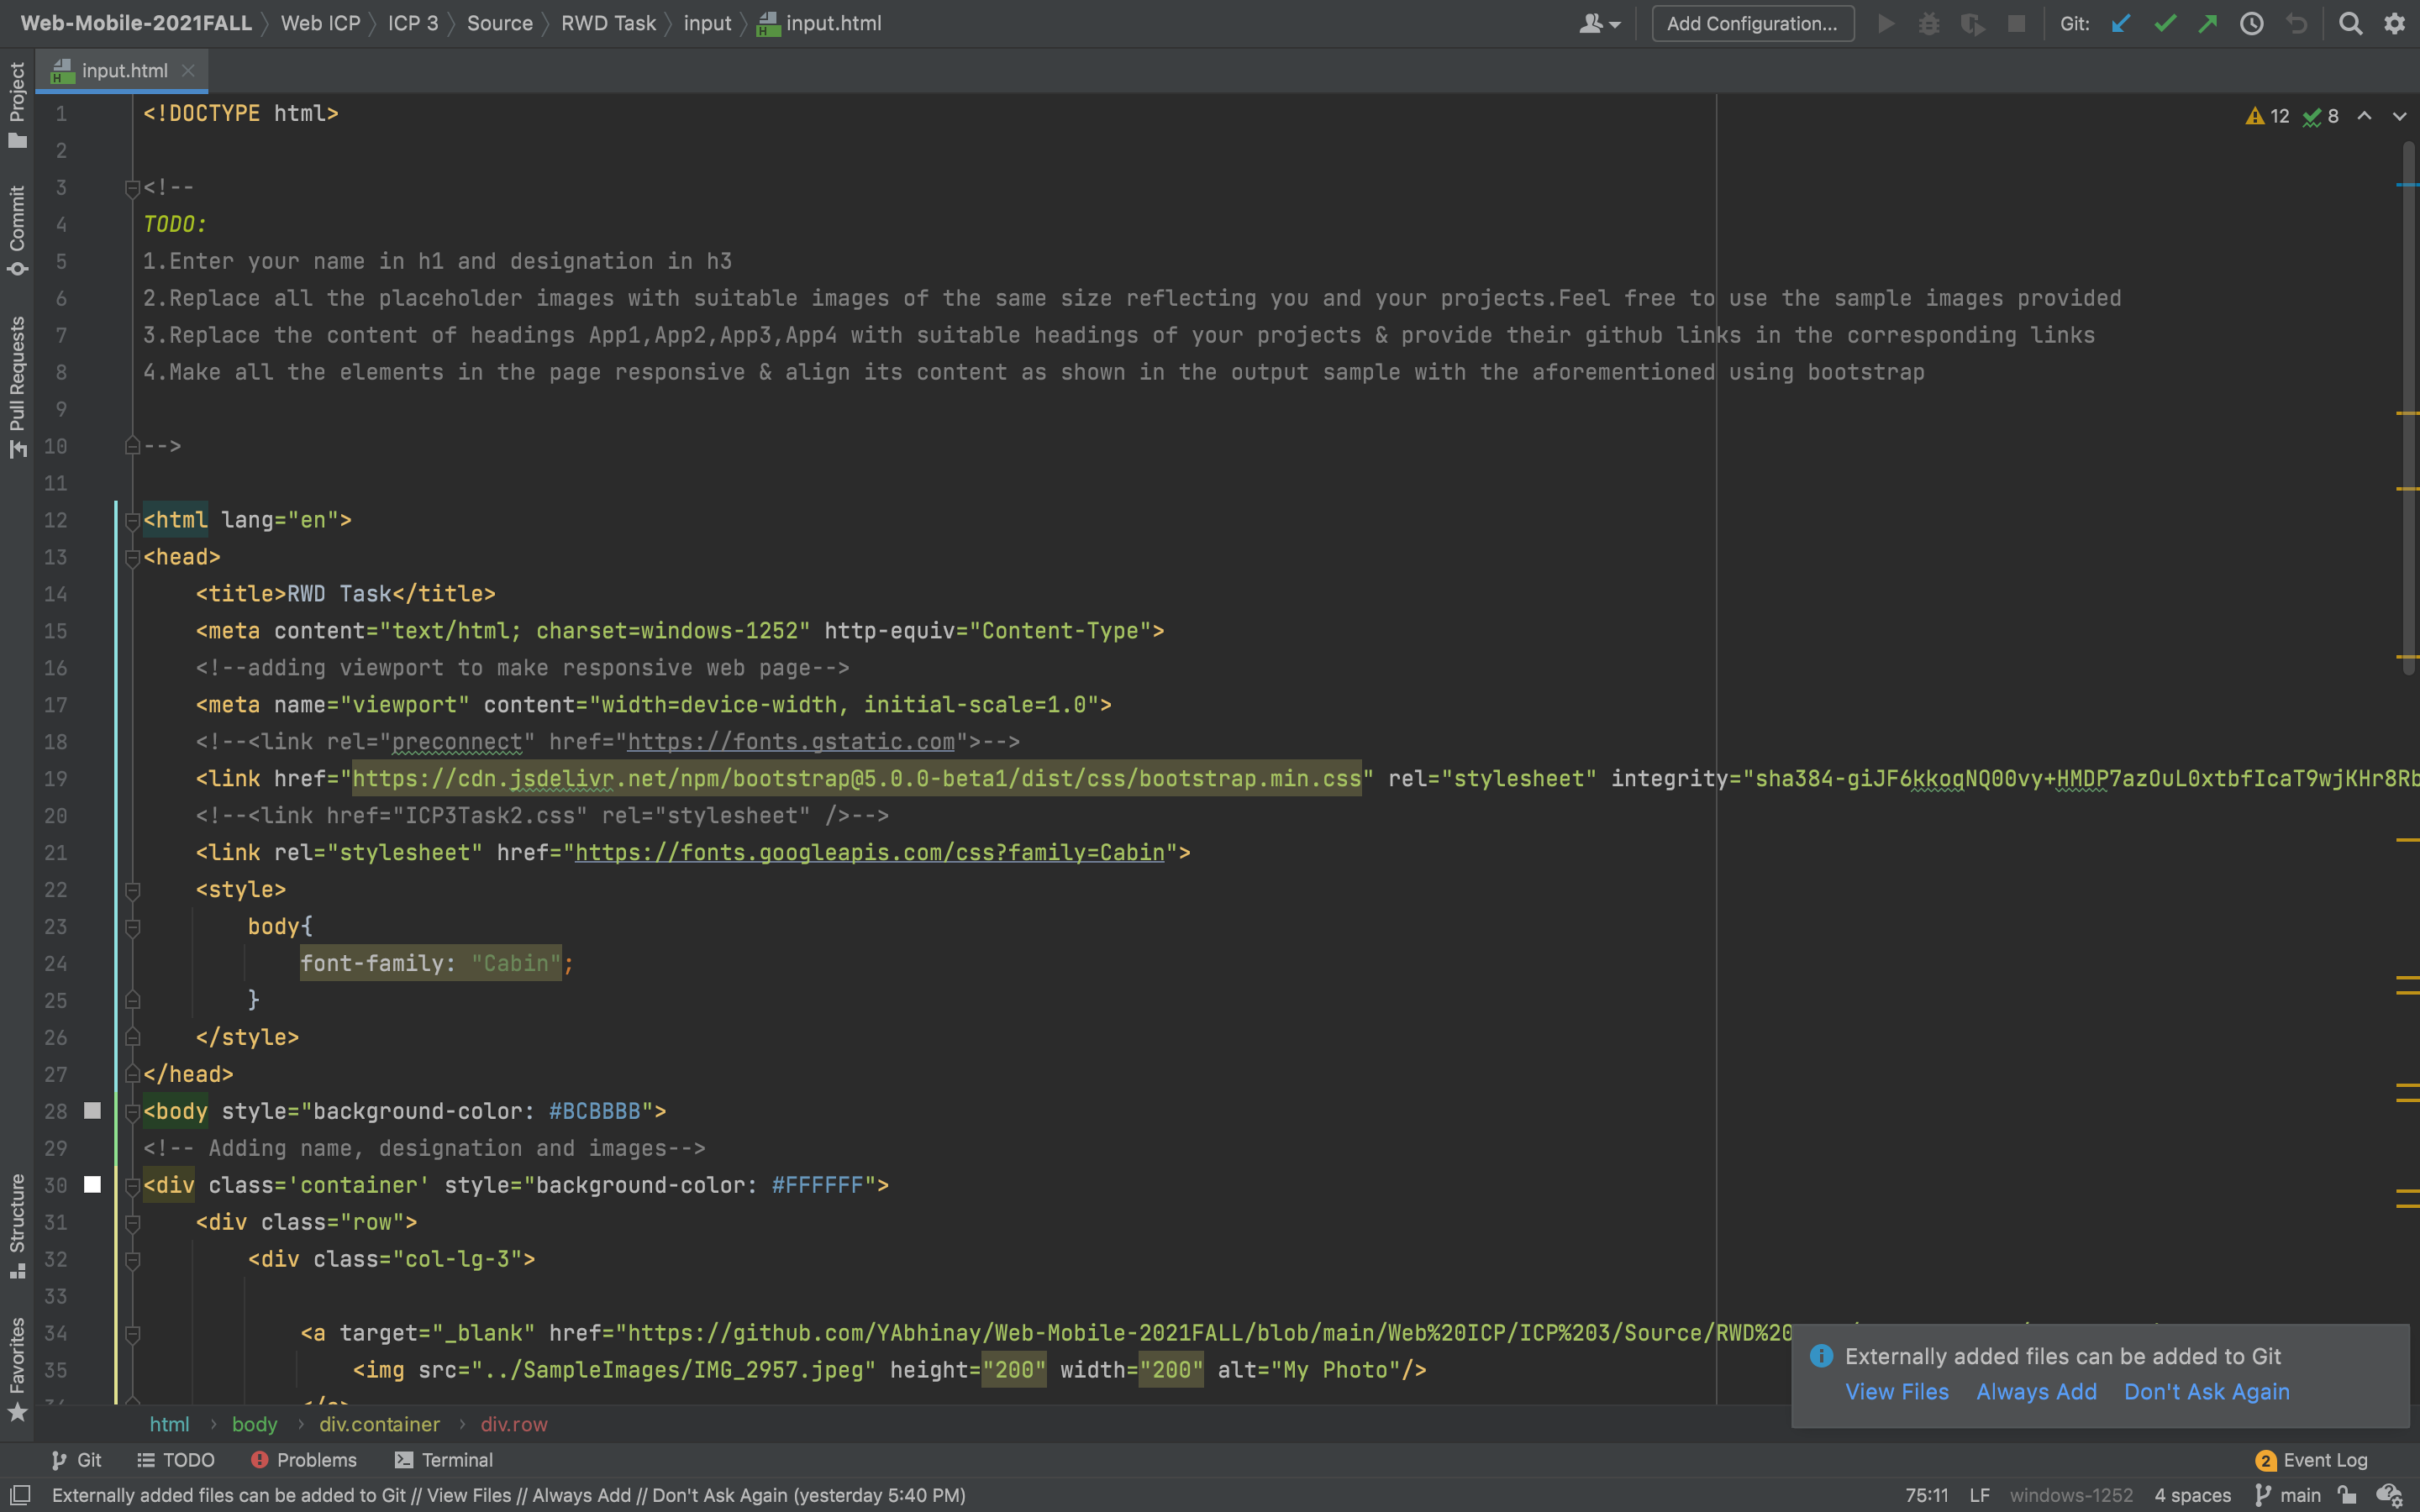 Web-Mobile-2021FALL Web ICP ICP 3 Source RWD Task input input.html Add Configuration... Git:
input.html
Project
Commit
Pull Requests
Structure
Favorites
12 8
1 <!DOCTYPE html>
2
3 <!--
4 TODO:
5 1.Enter your name in h1 and designation in h3
6 2.Replace all the placeholder images with suitable images of the same size reflecting you and your projects.Feel free to use the sample images provided
7 3.Replace the content of headings App1,App2,App3,App4 with suitable headings of your projects & provide their github links in the corresponding links
8 4.Make all the elements in the page responsive & align its content as shown in the output sample with the aforementioned using bootstrap
9
10 -->
11
12 <html lang="en">
13 <head>
14 <title>RWD Task</title>
15 <meta content="text/html; charset=windows-1252" http-equiv="Content-Type">
16 <!--adding viewport to make responsive web page-->
17 <meta name="viewport" content="width=device-width, initial-scale=1.0">
18 <!--<link rel="preconnect" href="https://fonts.gstatic.com">-->
19 <link href="https://cdn.jsdelivr.net/npm/bootstrap@5.0.0-beta1/dist/css/bootstrap.min.css" rel="stylesheet" integrity="sha384-giJF6kkoqNQ00vy+HMDP7azOuL0xtbfIcaT9wjKHr8Rb
20 <!--<link href="ICP3Task2.css" rel="stylesheet" />-->
21 <link rel="stylesheet" href="https://fonts.googleapis.com/css?family=Cabin">
22 <style>
23 body{
24 font-family: "Cabin";
25 }
26 </style>
27 </head>
28 <body style="background-color: #BCBBBB">
29 <!-- Adding name, designation and images-->
30 <div class='container' style="background-color: #FFFFFF">
31 <div class="row">
32 <div class="col-lg-3">
33
34 <a target="_blank" href="https://github.com/YAbhinay/Web-Mobile-2021FALL/blob/main/Web%20ICP/ICP%203/Source/RWD%20
35 <img src="../SampleImages/IMG_2957.jpeg" height="200" width="200" alt="My Photo"/>
Externally added files can be added to Git
View Files Always Add Don't Ask Again
html body div.container div.row
Git TODO Problems Terminal 2 Event Log
Externally added files can be added to Git // View Files // Always Add // Don't Ask Again (yesterday 5:40 PM) 75:11 LF windows-1252 4 spaces main